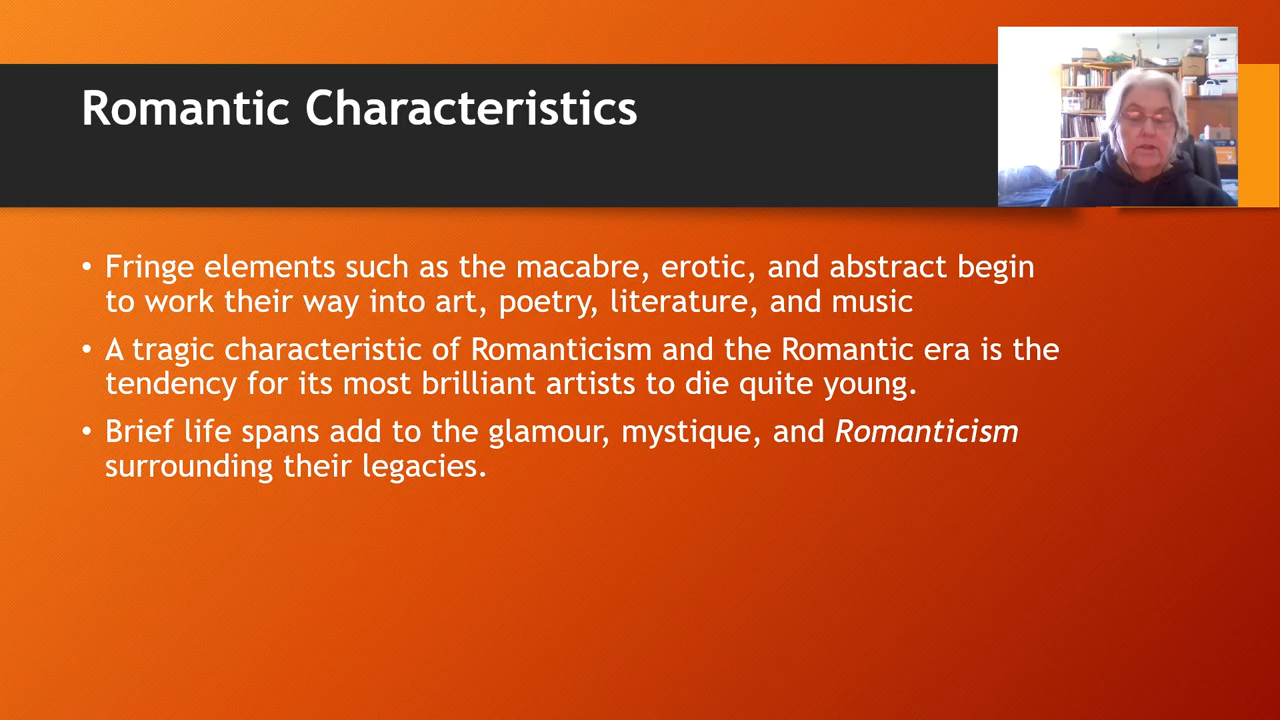 Romantic Characteristics
• Fringe elements such as the macabre, erotic, and abstract begin
to work their way into art, poetry, literature, and music
• A tragic characteristic of Romanticism and the Romantic era is the
tendency for its most brilliant artists to die quite young.
• Brief life spans add to the glamour, mystique, and Romanticism
surrounding their legacies.